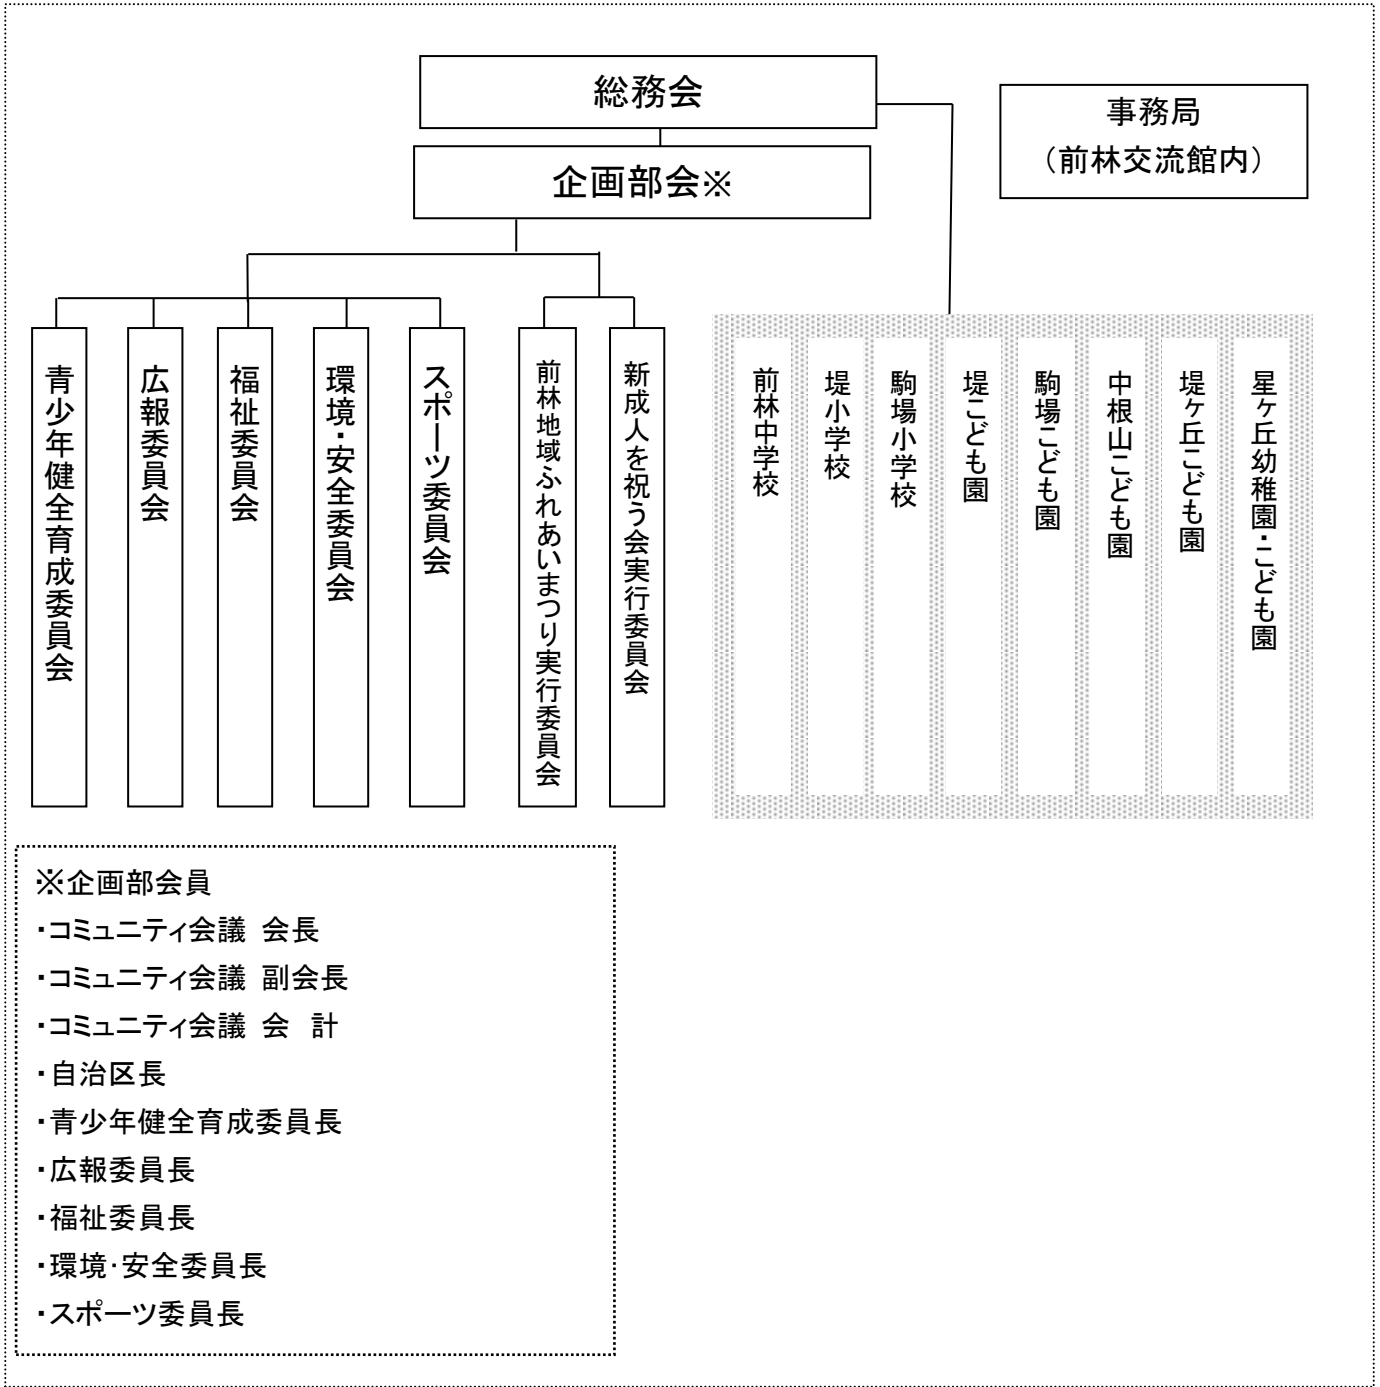 総務会
事務局
（前林交流館内）
企画部会※
青少年健全育成委員会
広報委員会
福祉委員会
環境・安全委員会
スポーツ委員会
前林地域ふれあいまつり実行委員会
新成人を祝う会実行委員会
前林中学校
堤小学校
駒場小学校
堤こども園
駒場こども園
中根山こども園
堤ケ丘こども園
星ケ丘幼稚園・こども園
※企画部会員
・コミュニティ会議 会長
・コミュニティ会議 副会長
・コミュニティ会議 会 計
・自治区長
・青少年健全育成委員長
・広報委員長
・福祉委員長
・環境・安全委員長
・スポーツ委員長